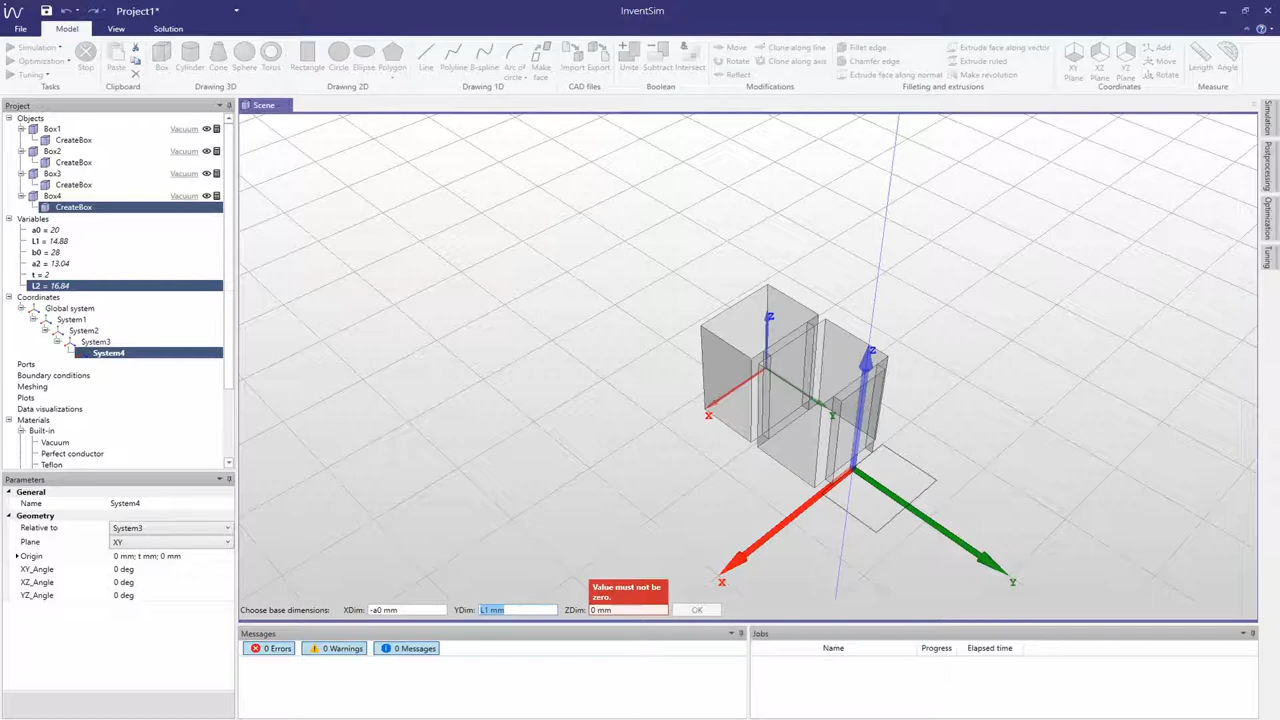 Project1*
InventSim
File Model View Solution
Simulation
Optimization
Tuning
Stop
Tasks
Paste
Clipboard
Box Cylinder Cone Sphere Torus
Drawing 3D
Rectangle Circle Ellipse Polygon
Drawing 2D
Line Polyline B-spline Arc of circle Make face
Drawing 1D
Import Export
CAD files
Unite Subtract Intersect
Boolean
Move Clone along line
Rotate Clone along axis
Reflect
Modifications
Fillet edge Extrude face along vector
Chamfer edge Extrude ruled
Extrude face along normal Make revolution
Filleting and extrusions
XY Plane XZ Plane YZ Plane
Add
Move
Rotate
Coordinates
Length Angle
Measure
Project
Objects
Box1 Vacuum
CreateBox
Box2 Vacuum
CreateBox
Box3 Vacuum
CreateBox
Box4 Vacuum
CreateBox
Variables
a0 = 20
L1 = 14.88
b0 = 28
a2 = 13.04
t = 2
L2 = 16.84
Coordinates
Global system
System1
System2
System3
System4
Ports
Boundary conditions
Meshing
Plots
Data visualizations
Materials
Built-in
Vacuum
Perfect conductor
Teflon
Parameters
General
Name System4
Geometry
Relative to System3
Plane XY
Origin 0 mm; t mm; 0 mm
XY_Angle 0 deg
XZ_Angle 0 deg
YZ_Angle 0 deg
Scene
Z
X
Y
Z
X
Y
Value must not be zero.
Choose base dimensions: XDim: -a0 mm YDim: L1 mm ZDim: 0 mm OK
Messages
0 Errors 0 Warnings 0 Messages
Jobs
Name Progress Elapsed time
Simulation
Postprocessing
Optimization
Tuning